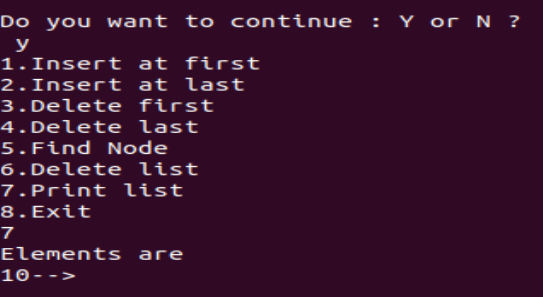 Do you want to continue : Y or N ?
y
1.Insert at first
2.Insert at last
3.Delete first
4.Delete last
5.Find Node
6.Delete list
7.Print list
8.Exit
7
Elements are
10-->